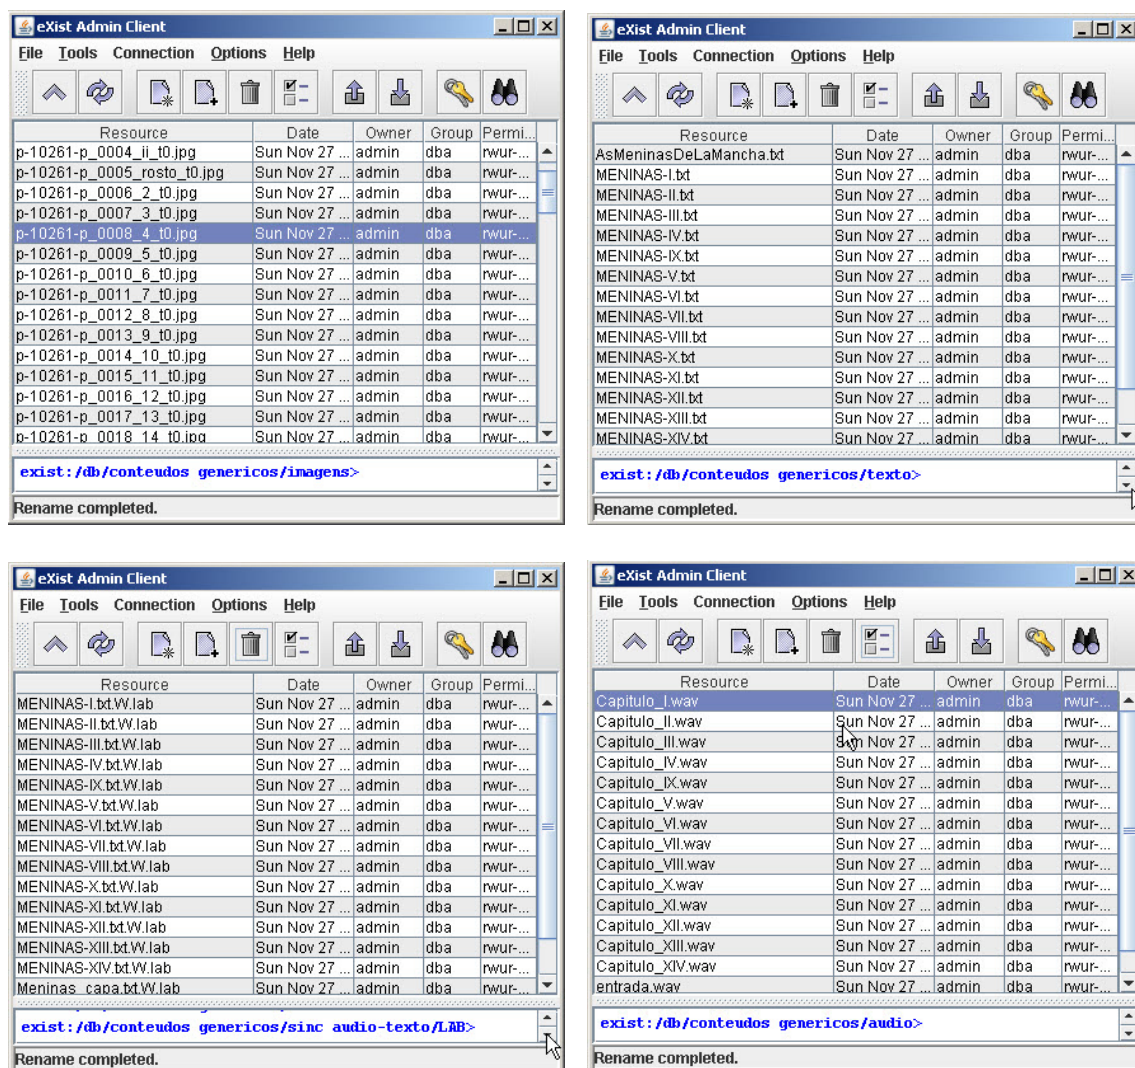 eXist Admin Client
File Tools Connection Options Help
Resource Date Owner Group Permi...
p-10261-p_0004_ii_t0.jpg Sun Nov 27 ... admin dba rwur-...
p-10261-p_0005_rosto_t0.jpg Sun Nov 27 ... admin dba rwur-...
p-10261-p_0006_2_t0.jpg Sun Nov 27 ... admin dba rwur-...
p-10261-p_0007_3_t0.jpg Sun Nov 27 ... admin dba rwur-...
p-10261-p_0008_4_t0.jpg Sun Nov 27 ... admin dba rwur-...
p-10261-p_0009_5_t0.jpg Sun Nov 27 ... admin dba rwur-...
p-10261-p_0010_6_t0.jpg Sun Nov 27 ... admin dba rwur-...
p-10261-p_0011_7_t0.jpg Sun Nov 27 ... admin dba rwur-...
p-10261-p_0012_8_t0.jpg Sun Nov 27 ... admin dba rwur-...
p-10261-p_0013_9_t0.jpg Sun Nov 27 ... admin dba rwur-...
p-10261-p_0014_10_t0.jpg Sun Nov 27 ... admin dba rwur-...
p-10261-p_0015_11_t0.jpg Sun Nov 27 ... admin dba rwur-...
p-10261-p_0016_12_t0.jpg Sun Nov 27 ... admin dba rwur-...
p-10261-p_0017_13_t0.jpg Sun Nov 27 ... admin dba rwur-...
p-10261-p_0018_14_t0.jpg Sun Nov 27 ... admin dba rwur-...
exist:/db/conteudos genericos/imagens>
Rename completed.
eXist Admin Client
File Tools Connection Options Help
Resource Date Owner Group Permi...
AsMeninasDeLaMancha.txt Sun Nov 27 ... admin dba rwur-...
MENINAS-I.txt Sun Nov 27 ... admin dba rwur-...
MENINAS-II.txt Sun Nov 27 ... admin dba rwur-...
MENINAS-III.txt Sun Nov 27 ... admin dba rwur-...
MENINAS-IV.txt Sun Nov 27 ... admin dba rwur-...
MENINAS-IX.txt Sun Nov 27 ... admin dba rwur-...
MENINAS-V.txt Sun Nov 27 ... admin dba rwur-...
MENINAS-VI.txt Sun Nov 27 ... admin dba rwur-...
MENINAS-VII.txt Sun Nov 27 ... admin dba rwur-...
MENINAS-VIII.txt Sun Nov 27 ... admin dba rwur-...
MENINAS-X.txt Sun Nov 27 ... admin dba rwur-...
MENINAS-XI.txt Sun Nov 27 ... admin dba rwur-...
MENINAS-XII.txt Sun Nov 27 ... admin dba rwur-...
MENINAS-XIII.txt Sun Nov 27 ... admin dba rwur-...
MENINAS-XIV.txt Sun Nov 27 ... admin dba rwur-...
exist:/db/conteudos genericos/texto>
Rename completed.
eXist Admin Client
File Tools Connection Options Help
Resource Date Owner Group Permi...
MENINAS-I.txt.W.lab Sun Nov 27 ... admin dba rwur-...
MENINAS-II.txt.W.lab Sun Nov 27 ... admin dba rwur-...
MENINAS-III.txt.W.lab Sun Nov 27 ... admin dba rwur-...
MENINAS-IV.txt.W.lab Sun Nov 27 ... admin dba rwur-...
MENINAS-IX.txt.W.lab Sun Nov 27 ... admin dba rwur-...
MENINAS-V.txt.W.lab Sun Nov 27 ... admin dba rwur-...
MENINAS-VI.txt.W.lab Sun Nov 27 ... admin dba rwur-...
MENINAS-VII.txt.W.lab Sun Nov 27 ... admin dba rwur-...
MENINAS-VIII.txt.W.lab Sun Nov 27 ... admin dba rwur-...
MENINAS-X.txt.W.lab Sun Nov 27 ... admin dba rwur-...
MENINAS-XI.txt.W.lab Sun Nov 27 ... admin dba rwur-...
MENINAS-XII.txt.W.lab Sun Nov 27 ... admin dba rwur-...
MENINAS-XIII.txt.W.lab Sun Nov 27 ... admin dba rwur-...
MENINAS-XIV.txt.W.lab Sun Nov 27 ... admin dba rwur-...
Meninas_capa.txt.W.lab Sun Nov 27 ... admin dba rwur-...
exist:/db/conteudos genericos/sinc audio-texto/LAB>
Rename completed.
eXist Admin Client
File Tools Connection Options Help
Resource Date Owner Group Permi...
Capitulo_I.wav Sun Nov 27 ... admin dba rwur-...
Capitulo_II.wav Sun Nov 27 ... admin dba rwur-...
Capitulo_III.wav Sun Nov 27 ... admin dba rwur-...
Capitulo_IV.wav Sun Nov 27 ... admin dba rwur-...
Capitulo_IX.wav Sun Nov 27 ... admin dba rwur-...
Capitulo_V.wav Sun Nov 27 ... admin dba rwur-...
Capitulo_VI.wav Sun Nov 27 ... admin dba rwur-...
Capitulo_VII.wav Sun Nov 27 ... admin dba rwur-...
Capitulo_VIII.wav Sun Nov 27 ... admin dba rwur-...
Capitulo_X.wav Sun Nov 27 ... admin dba rwur-...
Capitulo_XI.wav Sun Nov 27 ... admin dba rwur-...
Capitulo_XII.wav Sun Nov 27 ... admin dba rwur-...
Capitulo_XIII.wav Sun Nov 27 ... admin dba rwur-...
Capitulo_XIV.wav Sun Nov 27 ... admin dba rwur-...
entrada.wav Sun Nov 27 ... admin dba rwur-...
exist:/db/conteudos genericos/audio>
Rename completed.